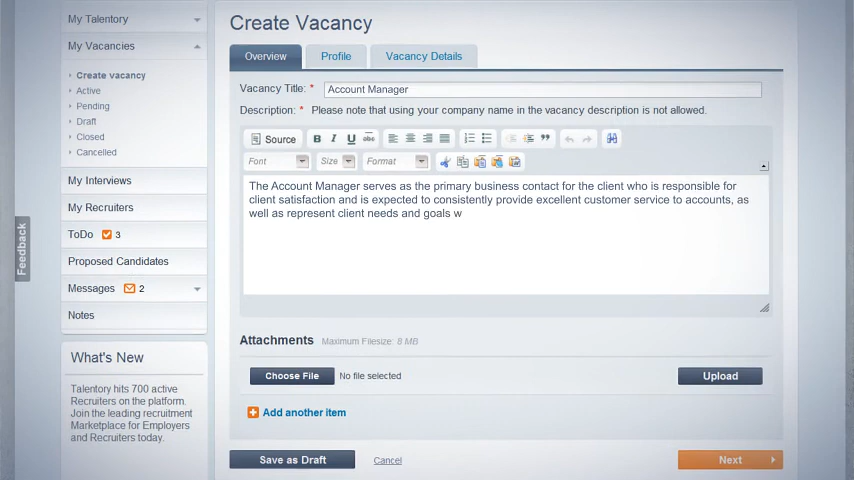 My Talentory
My Vacancies
Create vacancy
Active
Pending
Draft
Closed
Cancelled
My Interviews
My Recruiters
ToDo 3
Proposed Candidates
Messages 2
Notes
What's New
Talentory hits 700 active
Recruiters on the platform.
Join the leading recruitment
Marketplace for Employers
and Recruiters today.
Feedback
Create Vacancy
Overview Profile Vacancy Details
Vacancy Title: * Account Manager
Description: * Please note that using your company name in the vacancy description is not allowed.
Source B I U abc
Font Size Format
The Account Manager serves as the primary business contact for the client who is responsible for
client satisfaction and is expected to consistently provide excellent customer service to accounts, as
well as represent client needs and goals w
Attachments Maximum Filesize: 8 MB
Choose File No file selected Upload
Add another item
Save as Draft Cancel Next